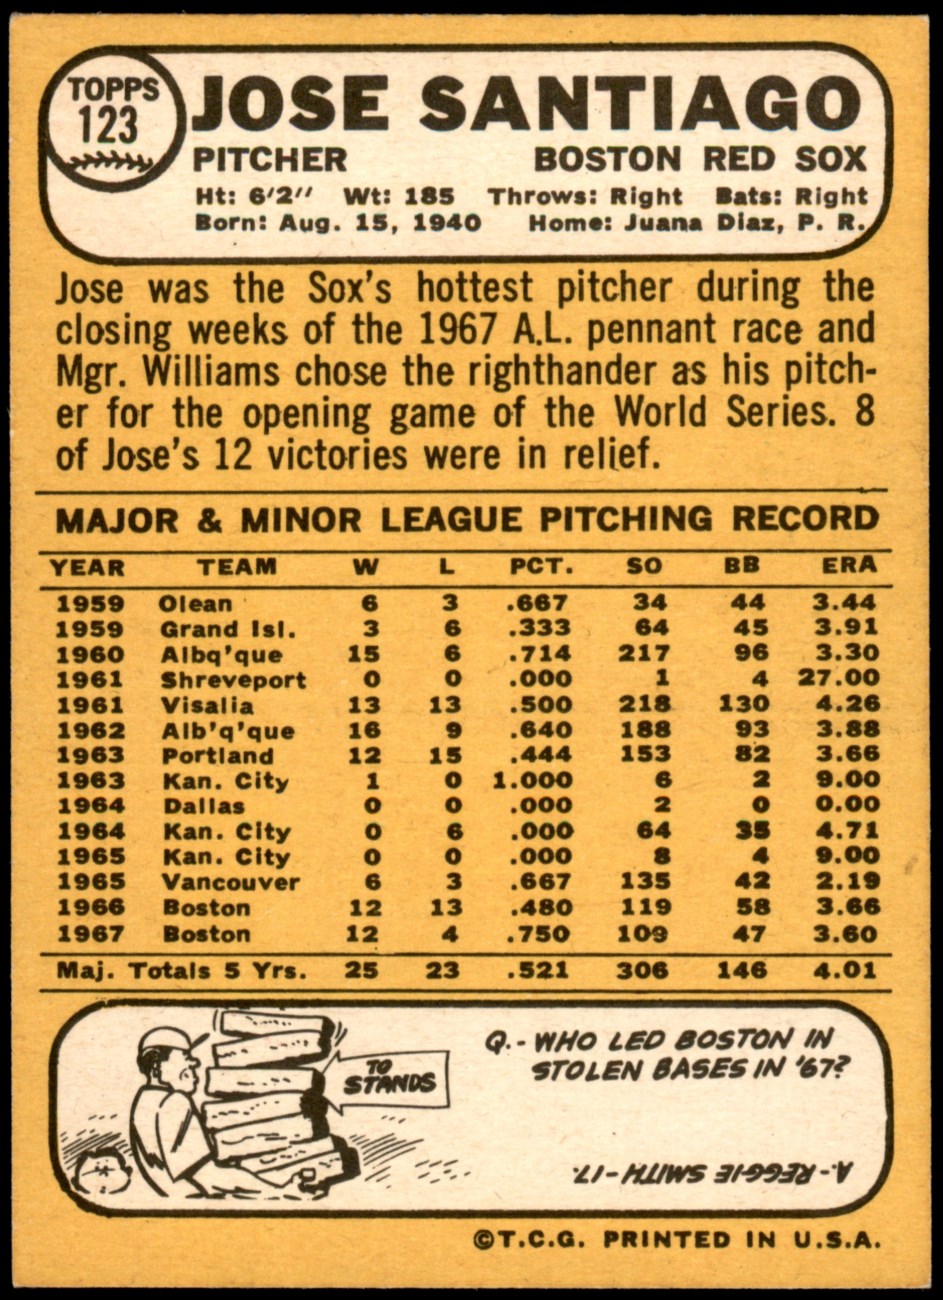 TOPPS
123
JOSE SANTIAGO
PITCHER BOSTON RED SOX
Ht: 6'2" Wt: 185 Throws: Right Bats: Right
Born: Aug. 15, 1940 Home: Juana Diaz, P. R.
Jose was the Sox's hottest pitcher during the
closing weeks of the 1967 A.L. pennant race and
Mgr. Williams chose the righthander as his pitch-
er for the opening game of the World Series. 8
of Jose's 12 victories were in relief.
MAJOR & MINOR LEAGUE PITCHING RECORD
YEAR TEAM W L PCT. SO BB ERA
1959 Olean 6 3 .667 34 44 3.44
1959 Grand Isl. 3 6 .333 64 45 3.91
1960 Albq'que 15 6 .714 217 96 3.30
1961 Shreveport 0 0 .000 1 4 27.00
1961 Visalia 13 13 .500 218 130 4.26
1962 Alb'q'que 16 9 .640 188 93 3.88
1963 Portland 12 15 .444 153 82 3.66
1963 Kan. City 1 0 1.000 6 2 9.00
1964 Dallas 0 0 .000 2 0 0.00
1964 Kan. City 0 6 .000 64 35 4.71
1965 Kan. City 0 0 .000 8 4 9.00
1965 Vancouver 6 3 .667 135 42 2.19
1966 Boston 12 13 .480 119 58 3.66
1967 Boston 12 4 .750 109 47 3.60
Maj. Totals 5 Yrs. 25 23 .521 306 146 4.01
TO
STANDS
Q.- WHO LED BOSTON IN
STOLEN BASES IN '67?
A.- REGGIE SMITH-17.
©T.C.G. PRINTED IN U.S.A.